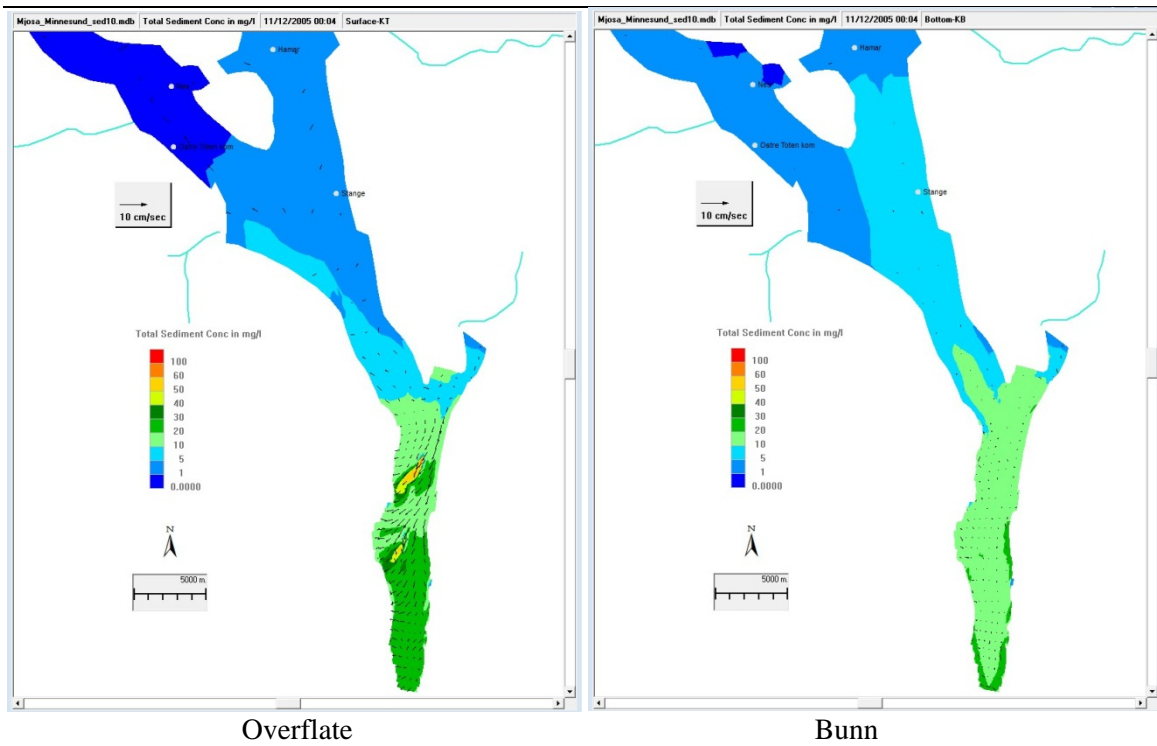 Mjosa_Minnesund_sed10.mdb Total Sediment Conc in mg/l 11/12/2005 00:04 Surface-KT
Hamar
Nes
Ostre Toten kom
Stange
10 cm/sec
Total Sediment Conc in mg/l
100
60
50
40
30
20
10
5
1
0.0000
N
5000 m.
Overflate
Mjosa_Minnesund_sed10.mdb Total Sediment Conc in mg/l 11/12/2005 00:04 Bottom-KB
Hamar
Nes
Ostre Toten kom
Stange
10 cm/sec
Total Sediment Conc in mg/l
100
60
50
40
30
20
10
5
1
0.0000
N
5000 m.
Bunn